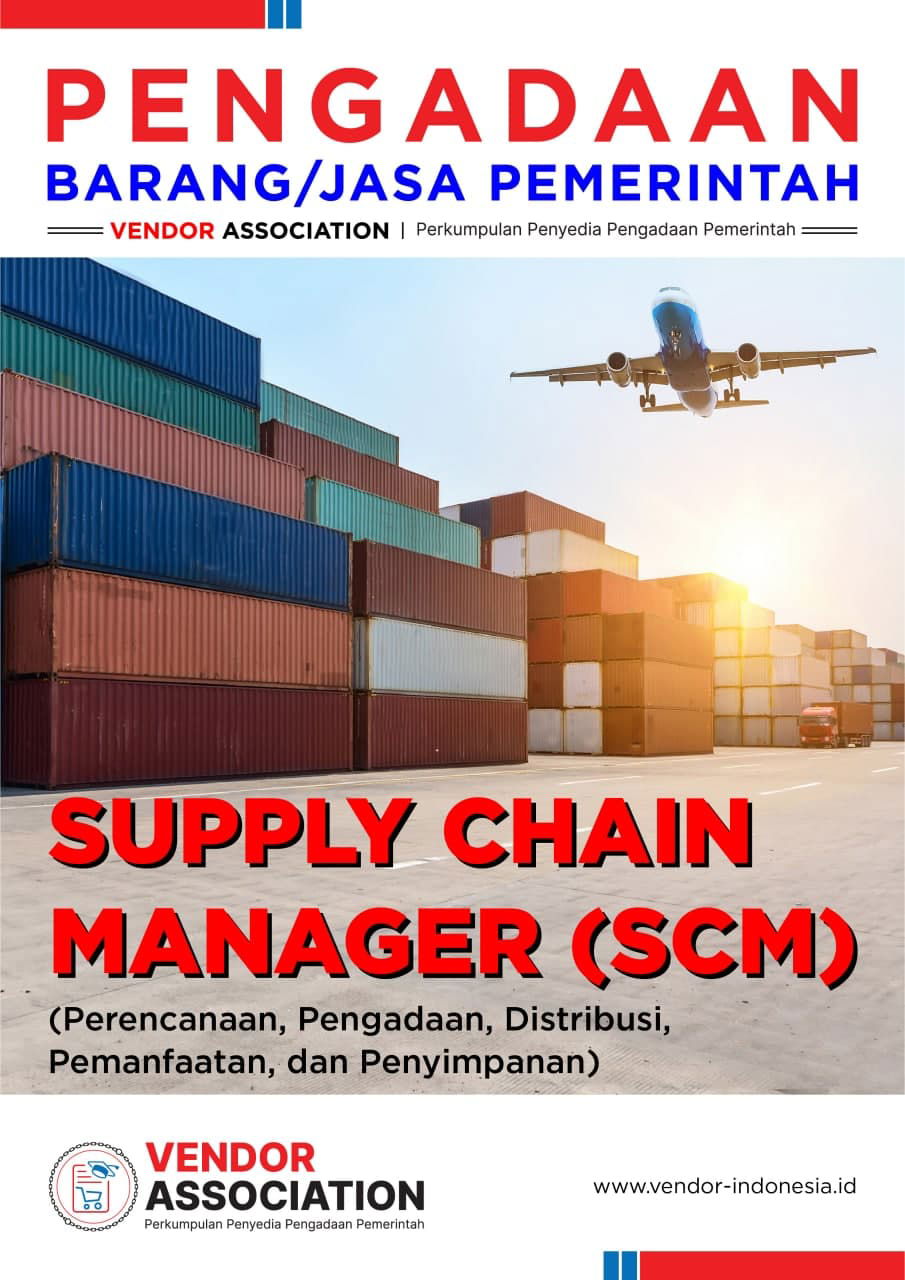 PENGADAAN
BARANG/JASA PEMERINTAH
VENDOR ASSOCIATION | Perkumpulan Penyedia Pengadaan Pemerintah
SUPPLY CHAIN
MANAGER (SCM)
(Perencanaan, Pengadaan, Distribusi,
Pemanfaatan, dan Penyimpanan)
VENDOR
ASSOCIATION
Perkumpulan Penyedia Pengadaan Pemerintah
www.vendor-indonesia.id